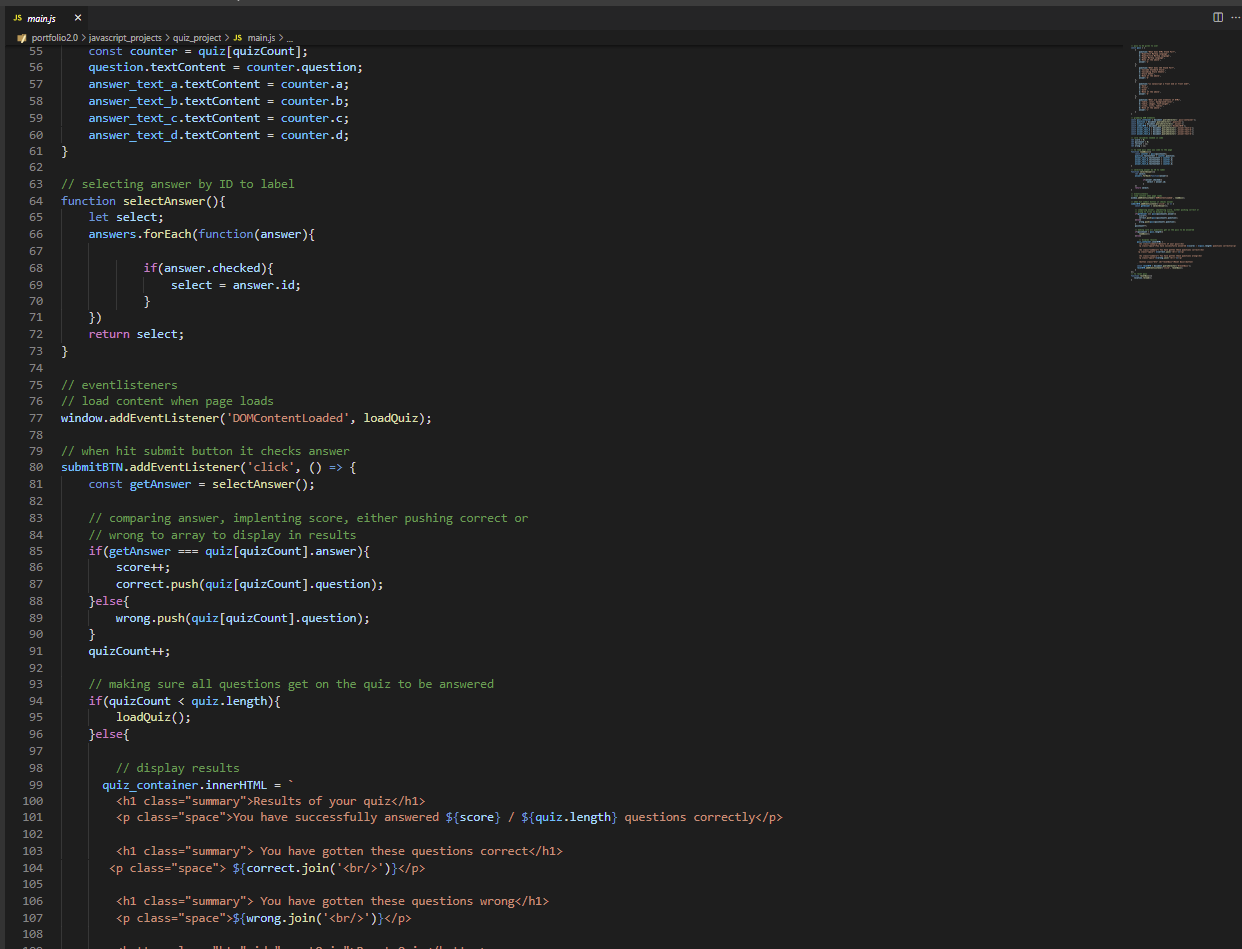 JS main.js ×
portfolio2.0 > javascript_projects > quiz_project > JS main.js > ...
55 const counter = quiz[quizCount];
56 question.textContent = counter.question;
57 answer_text_a.textContent = counter.a;
58 answer_text_b.textContent = counter.b;
59 answer_text_c.textContent = counter.c;
60 answer_text_d.textContent = counter.d;
61 }
62
63 // selecting answer by ID to label
64 function selectAnswer(){
65 let select;
66 answers.forEach(function(answer){
67
68 if(answer.checked){
69 select = answer.id;
70 }
71 })
72 return select;
73 }
74
75 // eventlisteners
76 // load content when page loads
77 window.addEventListener('DOMContentLoaded', loadQuiz);
78
79 // when hit submit button it checks answer
80 submitBTN.addEventListener('click', () => {
81 const getAnswer = selectAnswer();
82
83 // comparing answer, implenting score, either pushing correct or
84 // wrong to array to display in results
85 if(getAnswer === quiz[quizCount].answer){
86 score++;
87 correct.push(quiz[quizCount].question);
88 }else{
89 wrong.push(quiz[quizCount].question);
90 }
91 quizCount++;
92
93 // making sure all questions get on the quiz to be answered
94 if(quizCount < quiz.length){
95 loadQuiz();
96 }else{
97
98 // display results
99 quiz_container.innerHTML = `
100 <h1 class="summary">Results of your quiz</h1>
101 <p class="space">You have successfully answered ${score} / ${quiz.length} questions correctly</p>
102
103 <h1 class="summary"> You have gotten these questions correct</h1>
104 <p class="space"> ${correct.join('<br/>')}</p>
105
106 <h1 class="summary"> You have gotten these questions wrong</h1>
107 <p class="space">${wrong.join('<br/>')}</p>
108